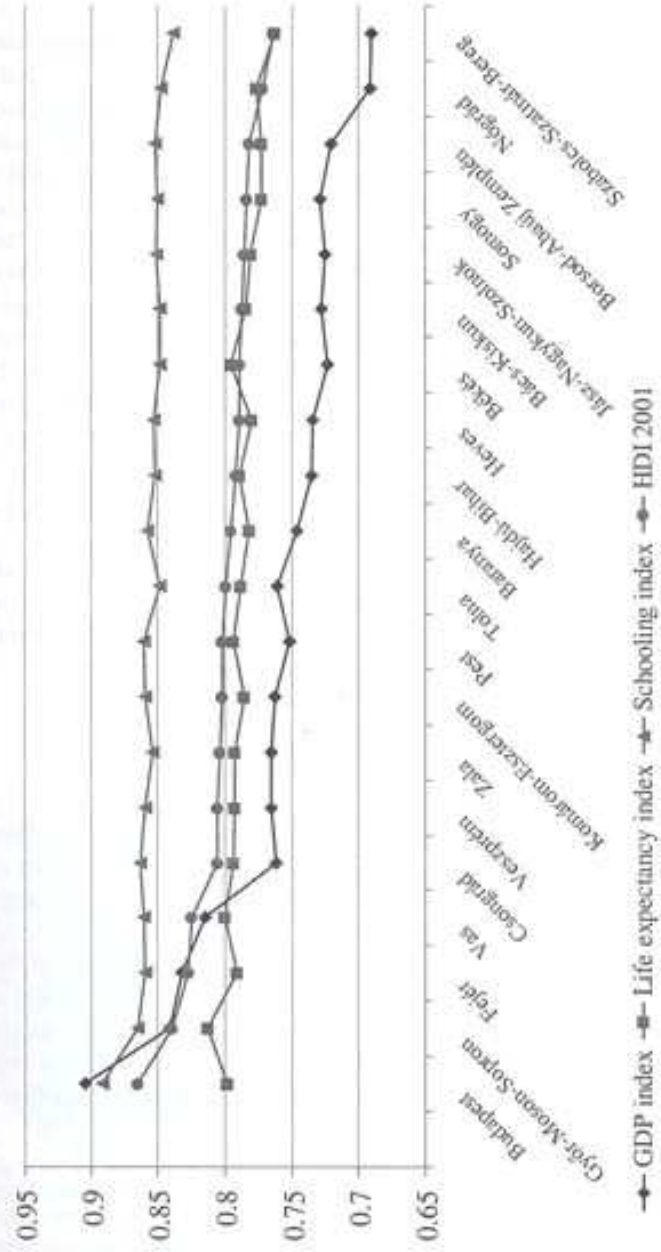 0.95
0.9
0.85
0.8
0.75
0.7
0.65
Budapest
Győr-Moson-Sopron
Fejér
Vas
Csongrád
Veszprém
Zala
Komárom-Esztergom
Pest
Tolna
Baranya
Hajdú-Bihar
Heves
Békés
Bács-Kiskun
Jász-Nagykun-Szolnok
Somogy
Borsod-Abaúj Zemplén
Nógrád
Szabolcs-Szatmár-Bereg
GDP index Life expectancy index Schooling index HDI 2001